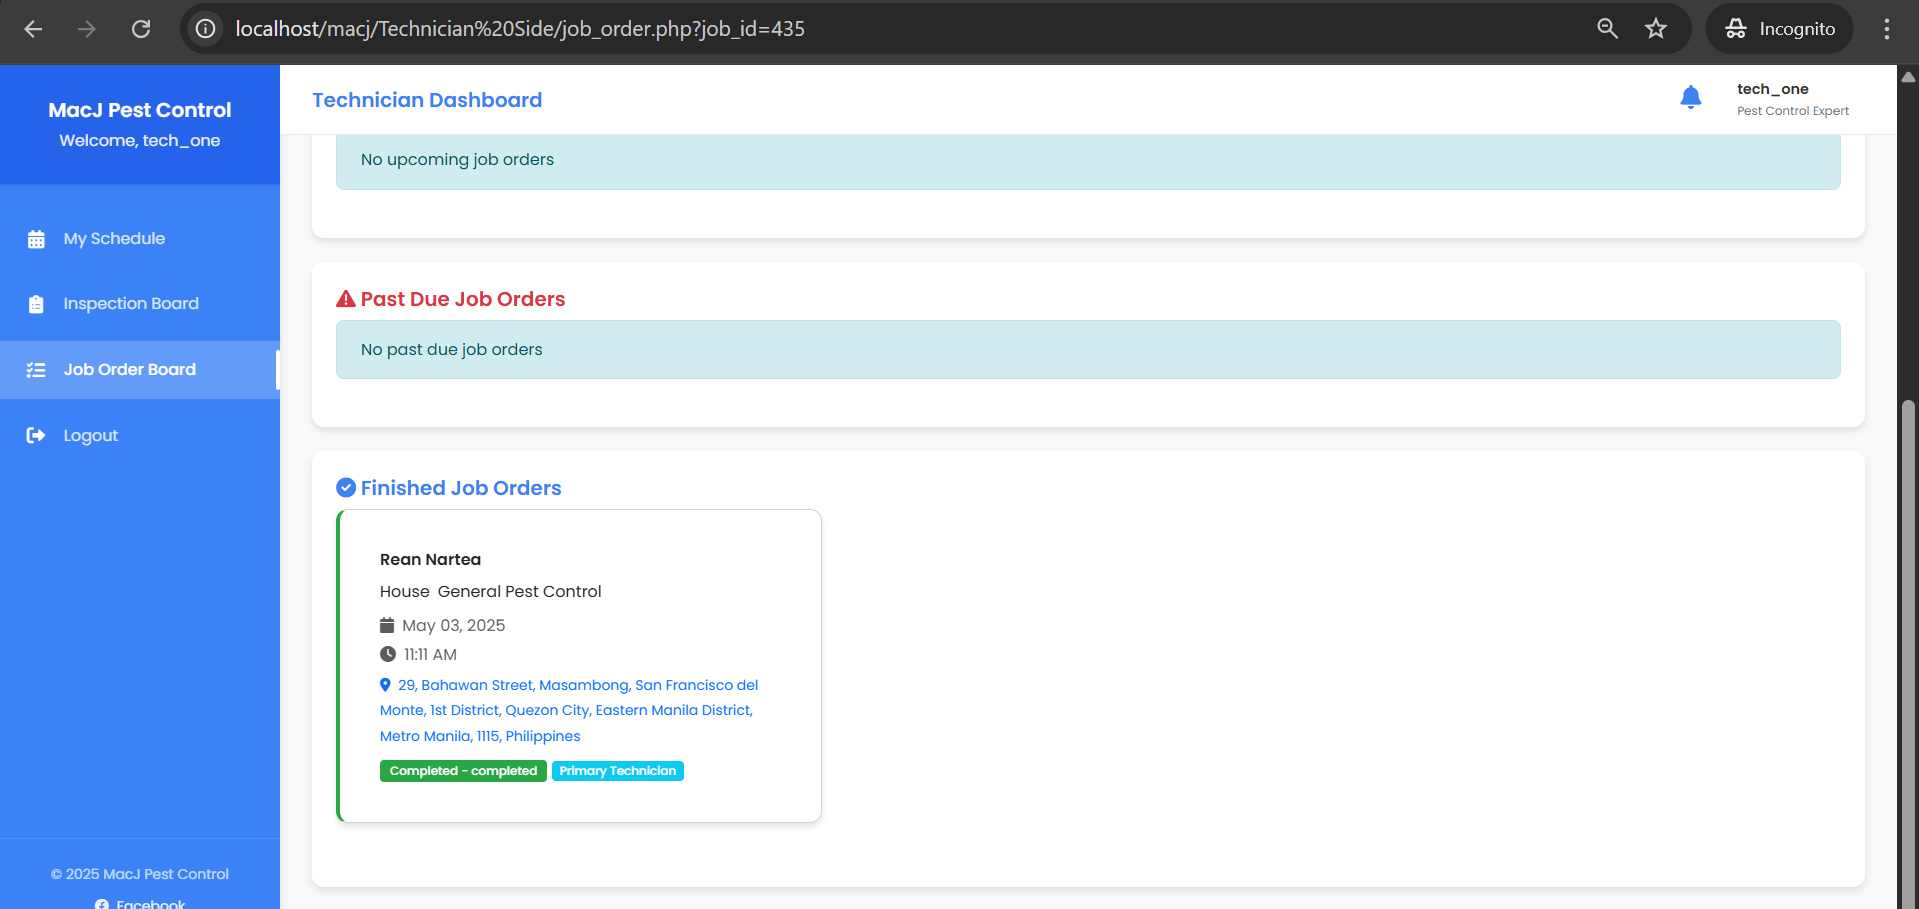 localhost/macj/Technician%20Side/job_order.php?job_id=435
Incognito
MacJ Pest Control
Welcome, tech_one
My Schedule
Inspection Board
Job Order Board
Logout
© 2025 MacJ Pest Control
Facebook
Technician Dashboard
tech_one
Pest Control Expert
No upcoming job orders
Past Due Job Orders
No past due job orders
Finished Job Orders
Rean Nartea
House  General Pest Control
May 03, 2025
11:11 AM
29, Bahawan Street, Masambong, San Francisco del
Monte, 1st District, Quezon City, Eastern Manila District,
Metro Manila, 1115, Philippines
Completed - completed Primary Technician